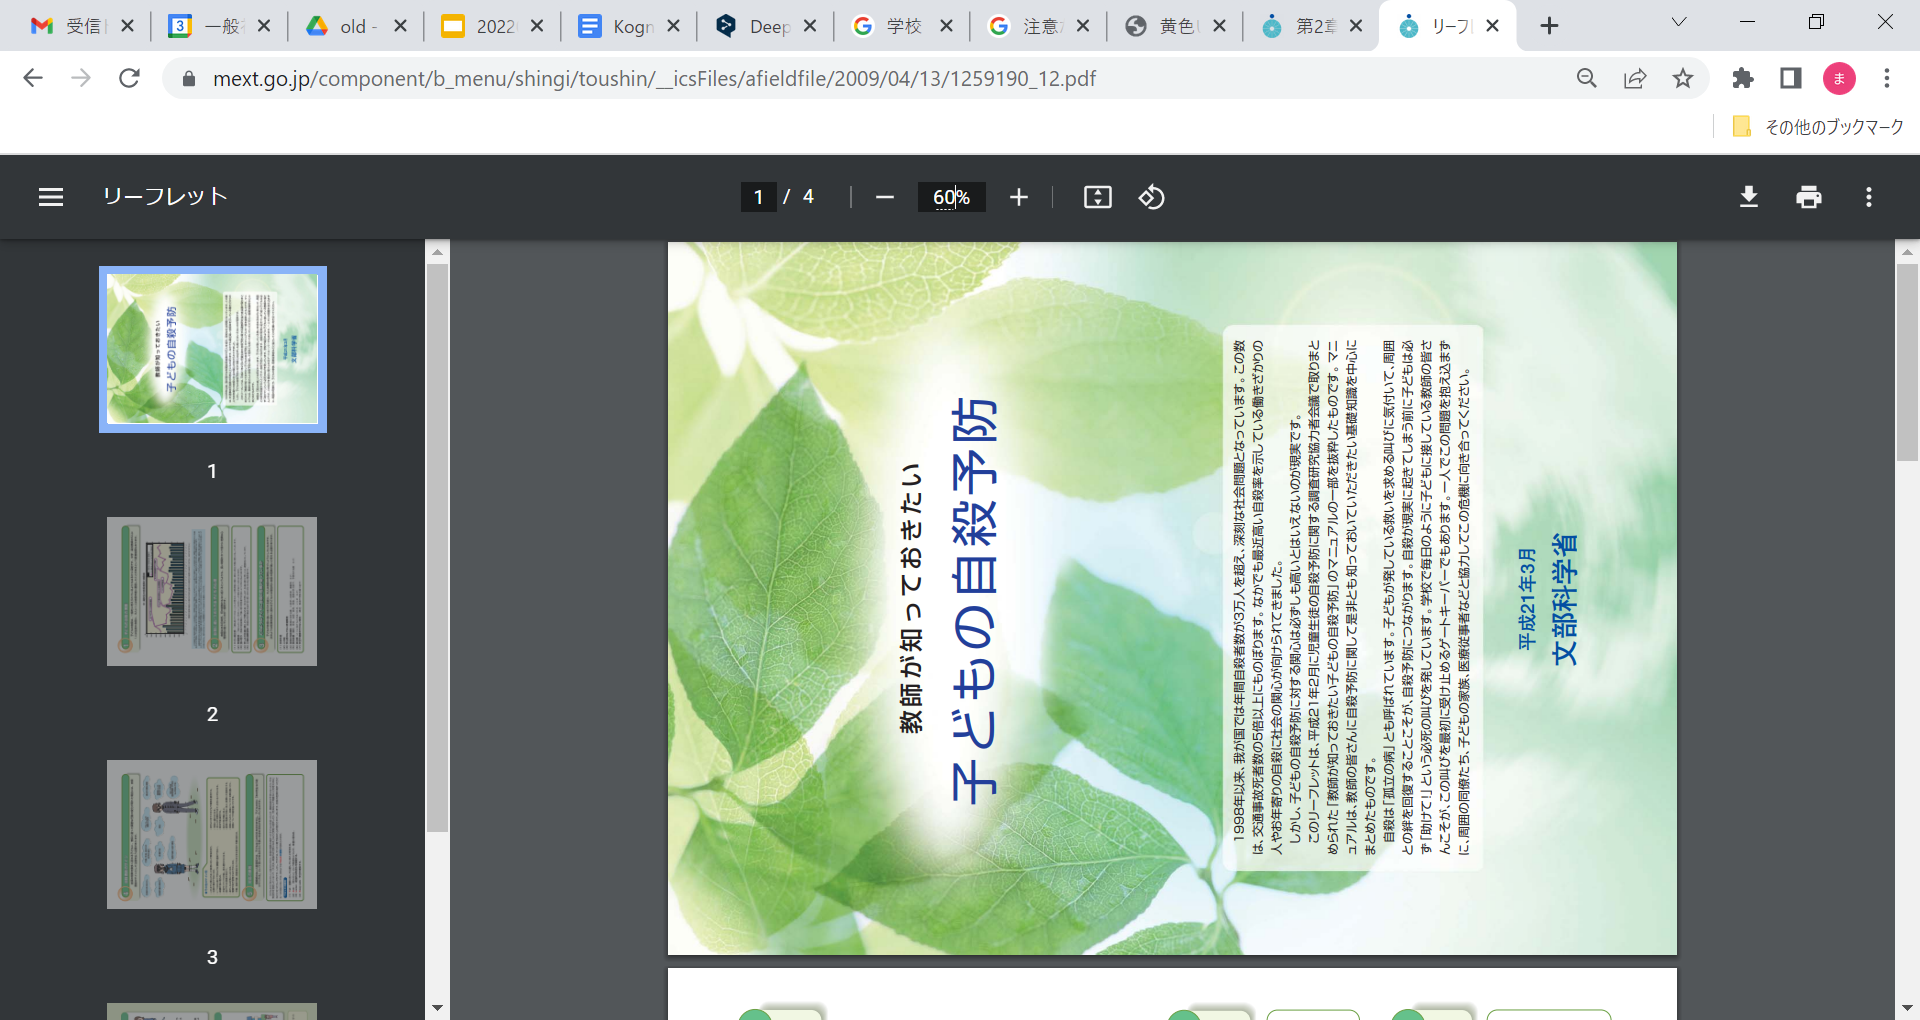 受信ト
一般ネ
old -
2022
Kogn
Deep
学校
注意ナ
黄色い
第2章
リーフレ
mext.go.jp/component/b_menu/shingi/toushin/__icsFiles/afieldfile/2009/04/13/1259190_12.pdf
ま
その他のブックマーク
リーフレット
1 / 4
60%
1
2
3
教師が知っておきたい
子どもの自殺予防
1998年以来、我が国では年間自殺者数が3万人を超え、深刻な社会問題となっています。この数
は、交通事故死者数の5倍以上にものぼります。なかでも最近高い自殺率を示している働きざかりの
人やお年寄りの自殺に社会の関心が向けられてきました。
しかし、子どもの自殺予防に対する関心は必ずしも高いとはいえないのが現実です。
このリーフレットは、平成21年2月に児童生徒の自殺予防に関する調査研究協力者会議で取りまと
められた「教師が知っておきたい子どもの自殺予防」のマニュアルの一部を抜粋したものです。マニ
ュアルは、教師の皆さんに自殺予防に関して是非とも知っておいていただきたい基礎知識を中心に
まとめたものです。
自殺は「孤立の病」とも呼ばれています。子どもが発している救いを求める叫びに気付いて、周囲
との絆を回復することこそが、自殺予防につながります。自殺が現実に起きてしまう前に子どもは必
ず「助けて!」という必死の叫びを発しています。学校で毎日のように子どもに接している教師の皆さ
んこそが、この叫びを最初に受け止めるゲートキーパーでもあります。一人でこの問題を抱え込まず
に、周囲の同僚たち、子どもの家族、医療従事者などと協力してこの危機に向き合ってください。
平成21年3月
文部科学省